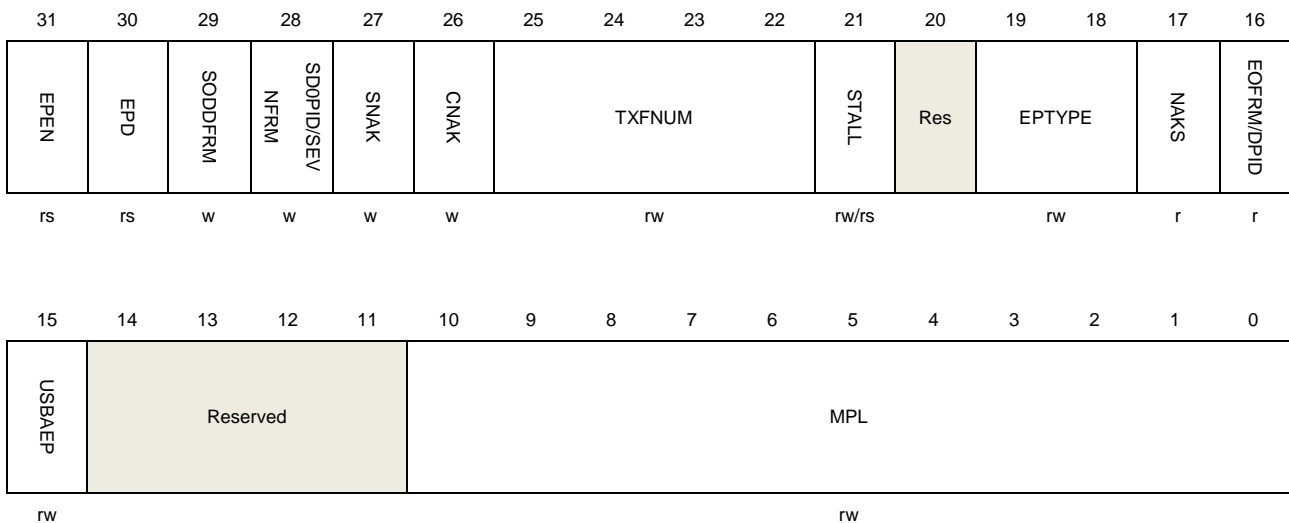 31 30 29 28 27 26 25 24 23 22 21 20 19 18 17 16
EPEN EPD SODDFRM SD0PID/SEV
NFRM SNAK CNAK TXFNUM STALL Res EPTYPE NAKS EOFRM/DPID
rs rs w w w w rw rw/rs rw r r
15 14 13 12 11 10 9 8 7 6 5 4 3 2 1 0
USBAEP Reserved MPL
rw rw